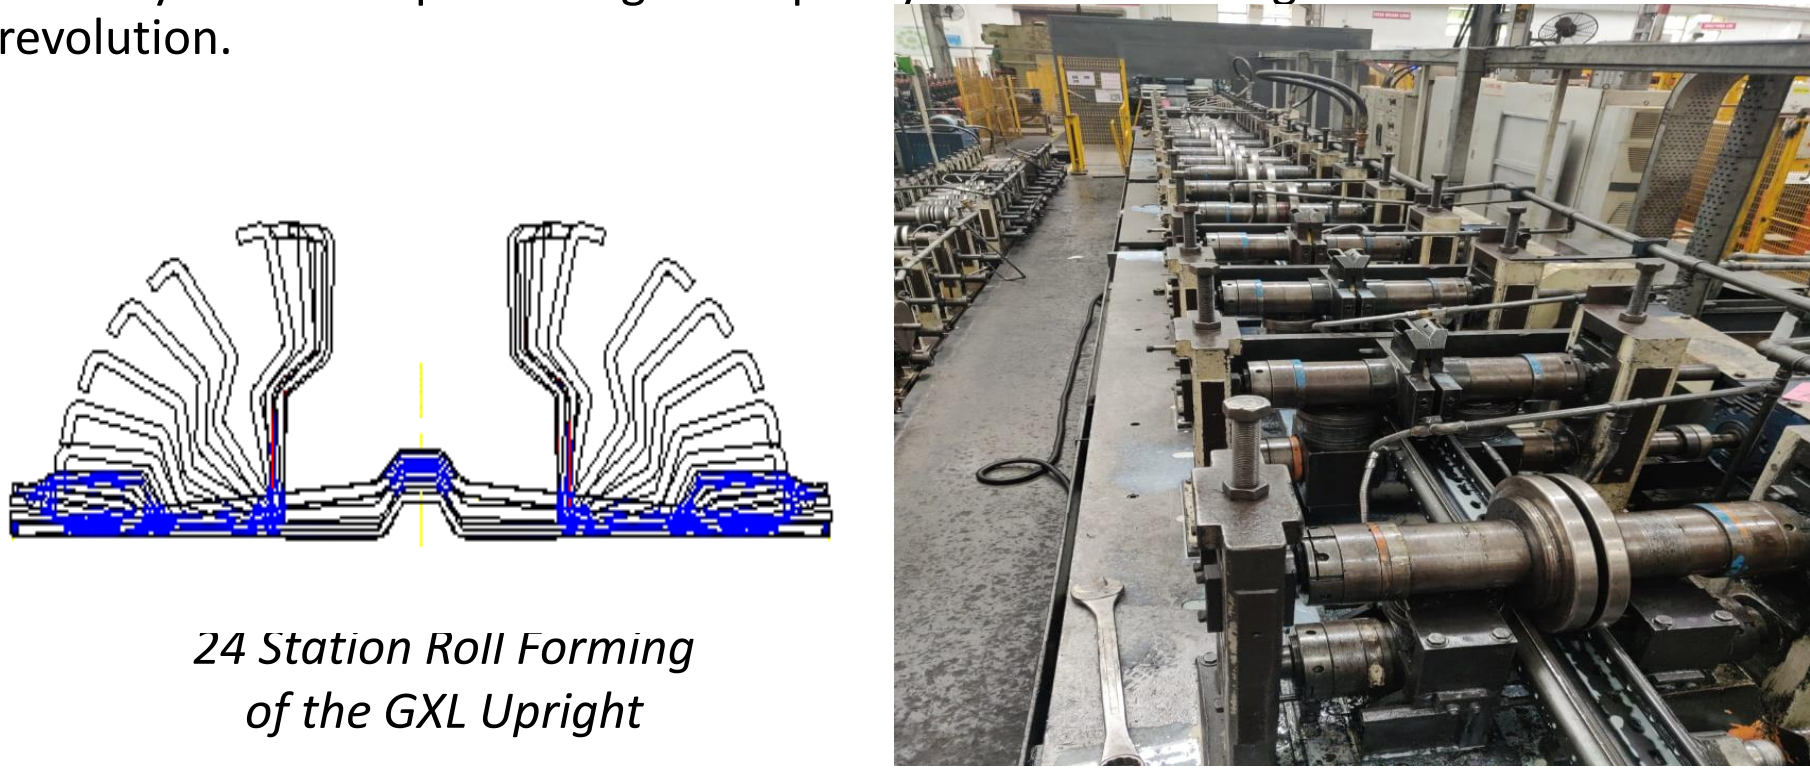 revolution.
24 Station Roll Forming
of the GXL Upright